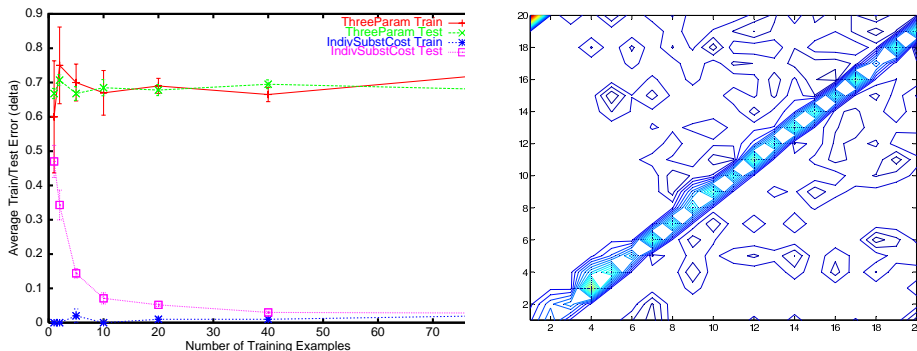 ThreeParam Train
ThreeParam Test
IndivSubstCost Train
IndivSubstCost Test
0.9
0.8
0.7
0.6
0.5
0.4
0.3
0.2
0.1
0
0 10 20 30 40 50 60 70
Average Train/Test Error (delta)
Number of Training Examples
20
18
16
14
12
10
8
6
4
2
2 4 6 8 10 12 14 16 18 20